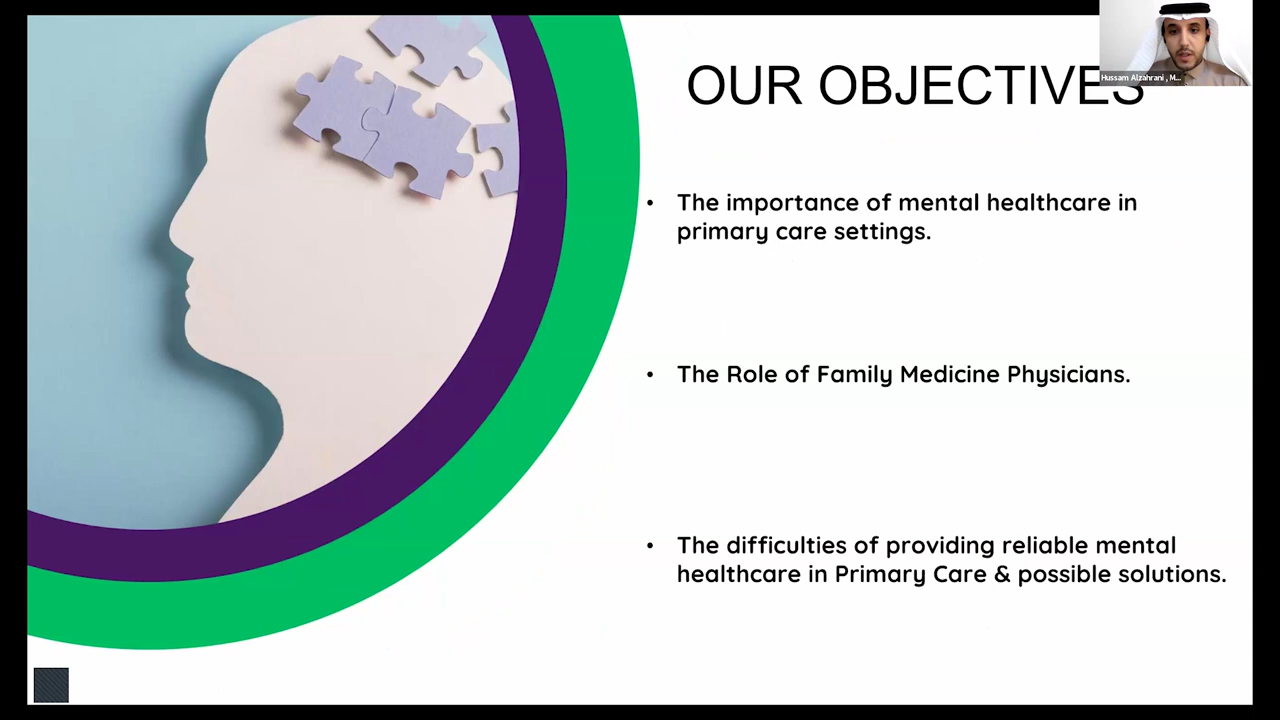 OUR OBJECTIVES
Hussam Alzahrani , M...
• The importance of mental healthcare in
primary care settings.
• The Role of Family Medicine Physicians.
• The difficulties of providing reliable mental
healthcare in Primary Care & possible solutions.